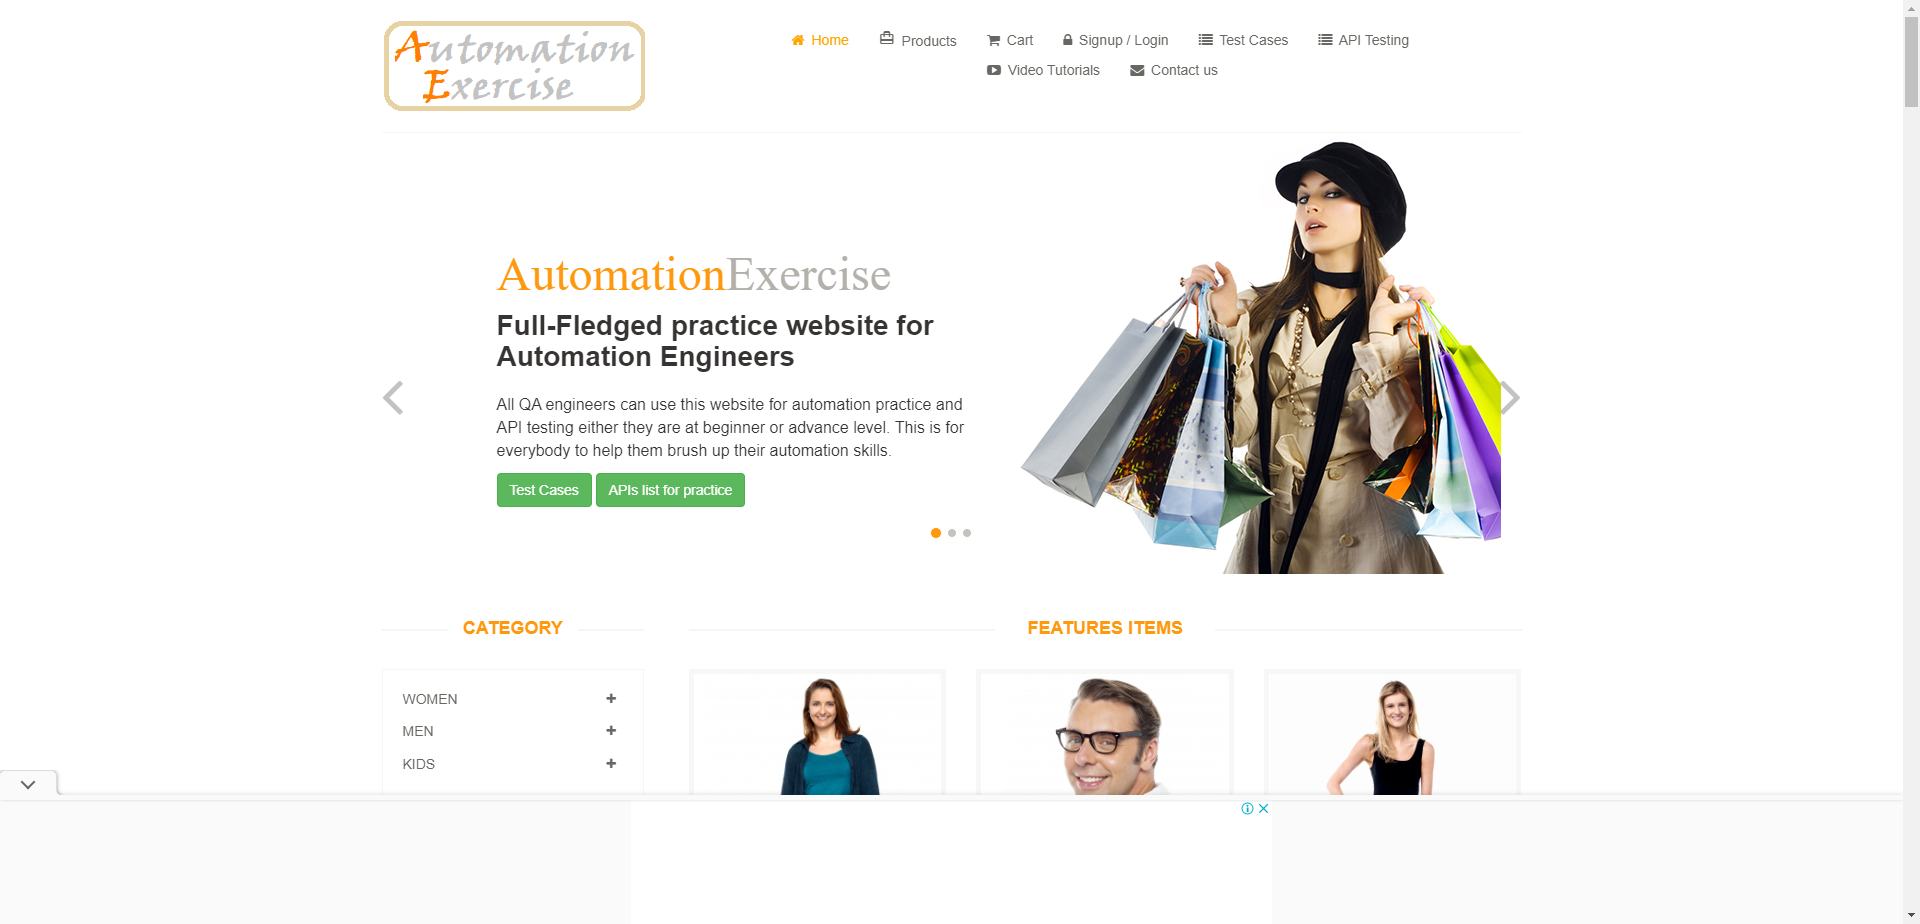 Automation
Exercise
Home
Products
Cart
Signup / Login
Test Cases
API Testing
Video Tutorials
Contact us
AutomationExercise
Full-Fledged practice website for
Automation Engineers
All QA engineers can use this website for automation practice and
API testing either they are at beginner or advance level. This is for
everybody to help them brush up their automation skills.
Test Cases
APIs list for practice
CATEGORY
WOMEN
MEN
KIDS
FEATURES ITEMS